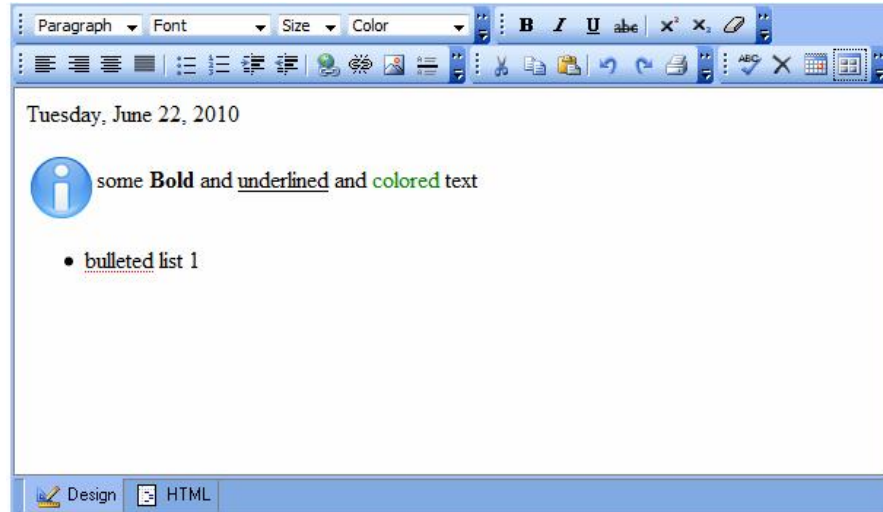 Paragraph Font Size Color B I U abc x² x₂
ABC
Tuesday, June 22, 2010
some Bold and underlined and colored text
• bulleted list 1
Design HTML